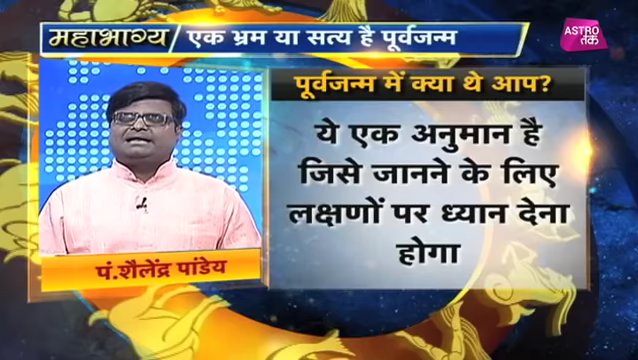 महाभाग्य एक भ्रम या सत्य है पूर्वजन्म
ASTRO
तक
पूर्वजन्म में क्या थे आप?
ये एक अनुमान है
जिसे जानने के लिए
लक्षणों पर ध्यान देना
होगा
पं.शैलेंद्र पांडेय